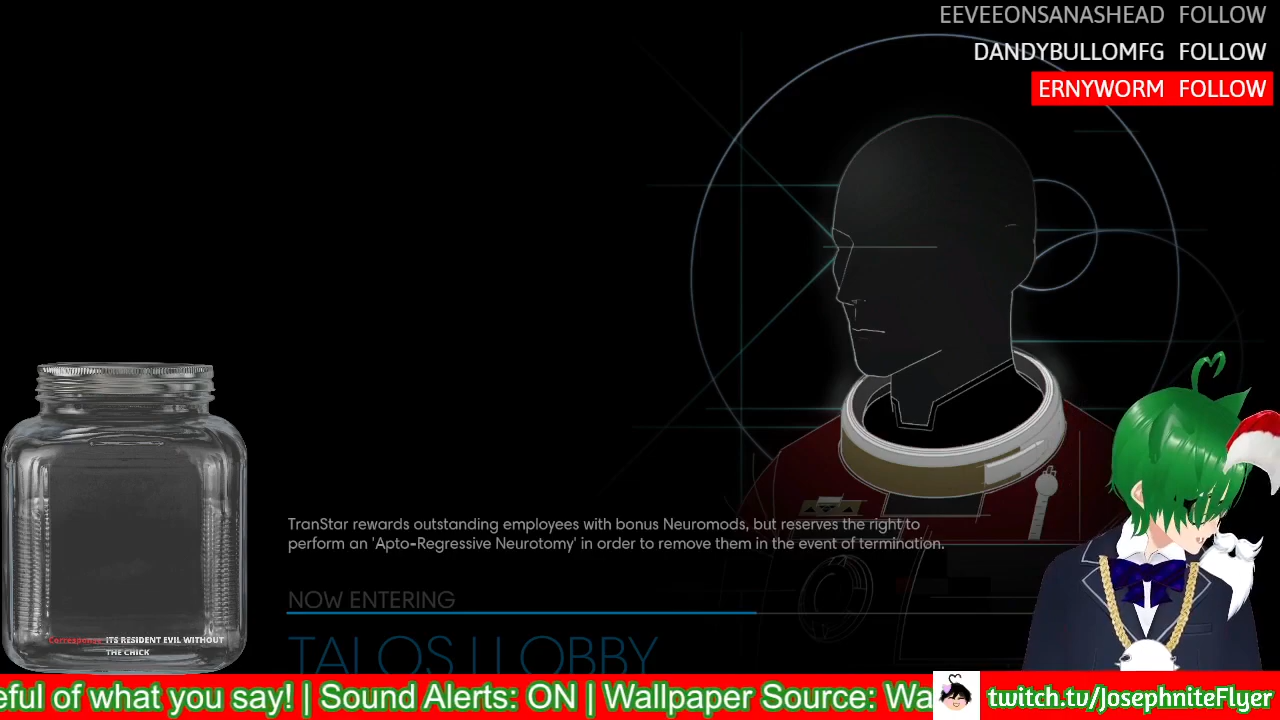 EEVEEONSANASHEAD FOLLOW
DANDYBULLOMFG FOLLOW
ERNYWORM FOLLOW
TranStar rewards outstanding employees with bonus Neuromods, but reserves the right to
perform an 'Apto-Regressive Neurotomy' in order to remove them in the event of termination.
NOW ENTERING
TALOS I LOBBY
ITS RESIDENT EVIL WITHOUT
THE CHICK
eful of what you say! | Sound Alerts: ON | Wallpaper Source: Wa
twitch.tv/JosephniteFlyer